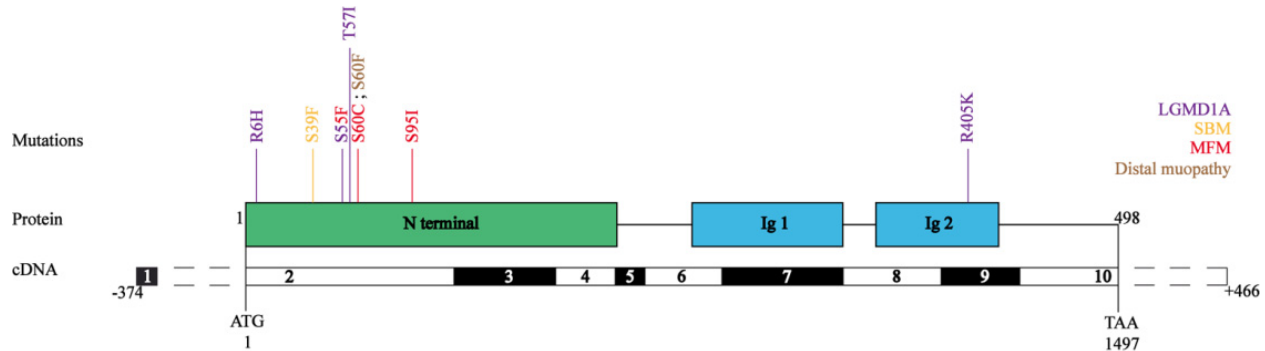 T57I
S60C ; S60F
R6H
S39F
S55F
S95I
R405K
LGMD1A
SBM
MFM
Distal muopathy
Mutations
Protein
1
N terminal
Ig 1
Ig 2
498
cDNA
1
2
3
4
5
6
7
8
9
10
-374
+466
ATG
1
TAA
1497